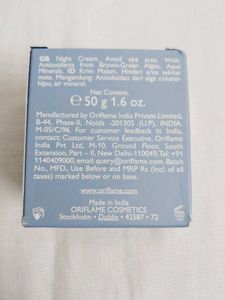 GB Night Cream. Avoid eye area. With
Antioxidants from Brown-Green Algae, Aqua
Minerals. ID Krim Malam. Hindari area sekitar
mata. Mengandung: Antioksidan dari alga cokelat-
hijau, air mineral.
Net Content.
e 50 g 1.6 oz.
Manufactured by Oriflame India Private Limited,
B-44, Phase-II, Noida -201305 (U.P), INDIA.
M-05/C/96. For customer feedback in India,
contact: Customer Service Executive, Oriflame
India Pvt Ltd. M-10, Ground Floor, South
Extension, Part – II, New Delhi-110049, Tel: +91
1140409000, email: query@oriflame.com Batch
No., MFD., Use Before and MRP Rs (Incl. of all
taxes) marked below or on base.
www.oriflame.com
Made in India
ORIFLAME COSMETICS
Stockholm • Dublin • 42587 • 72